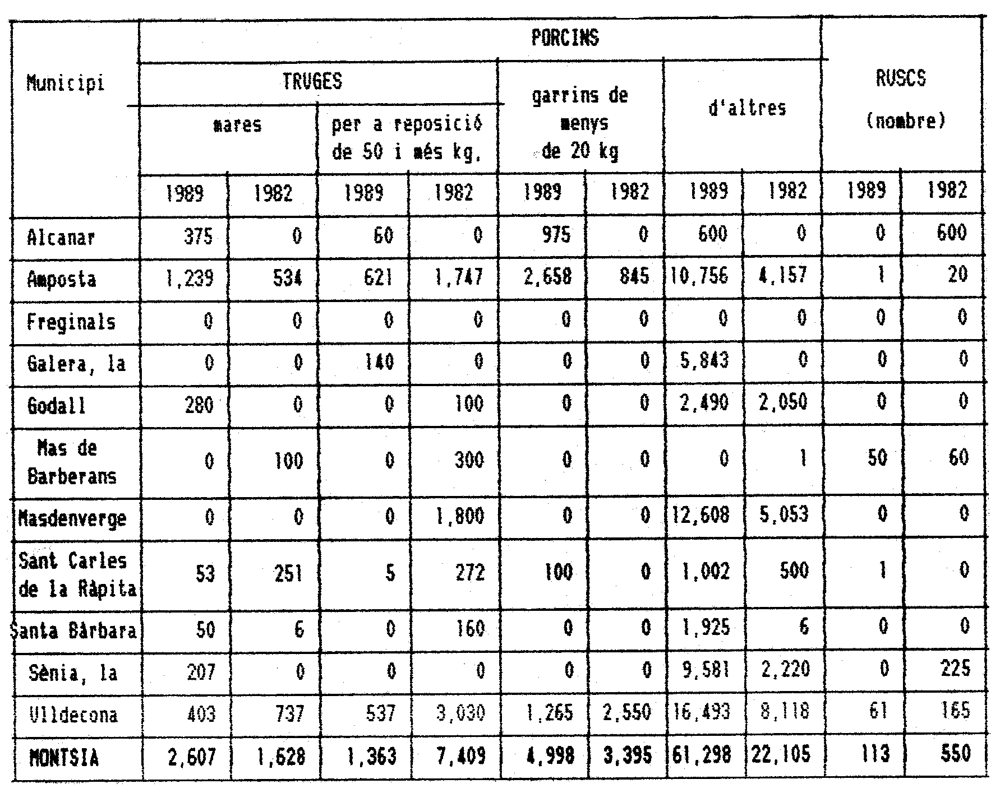 PORCINS
Municipi
TRUGES
garrins de
menys
de 20 kg
d'altres
RUSCS
(nombre)
mares
per a reposició
de 50 i més kg.
1989 1982 1989 1982 1989 1982 1989 1982 1989 1982
Alcanar 375 0 60 0 975 0 600 0 0 600
Amposta 1,239 534 621 1,747 2,658 845 10,756 4,157 1 20
Freginals 0 0 0 0 0 0 0 0 0 0
Galera, la 0 0 140 0 0 0 5,843 0 0 0
Godall 280 0 0 100 0 0 2,490 2,050 0 0
Mas de
Barberans 0 100 0 300 0 0 0 1 50 60
Masdenverge 0 0 0 1,800 0 0 12,608 5,053 0 0
Sant Carles
de la Ràpita 53 251 5 272 100 0 1,002 500 1 0
Santa Bàrbara 50 6 0 160 0 0 1,925 6 0 0
Sènia, la 207 0 0 0 0 0 9,581 2,220 0 225
Ulldecona 403 737 537 3,030 1,265 2,550 16,493 8,118 61 165
MONTSIA 2,607 1,628 1,363 7,409 4,998 3,395 61,298 22,105 113 550